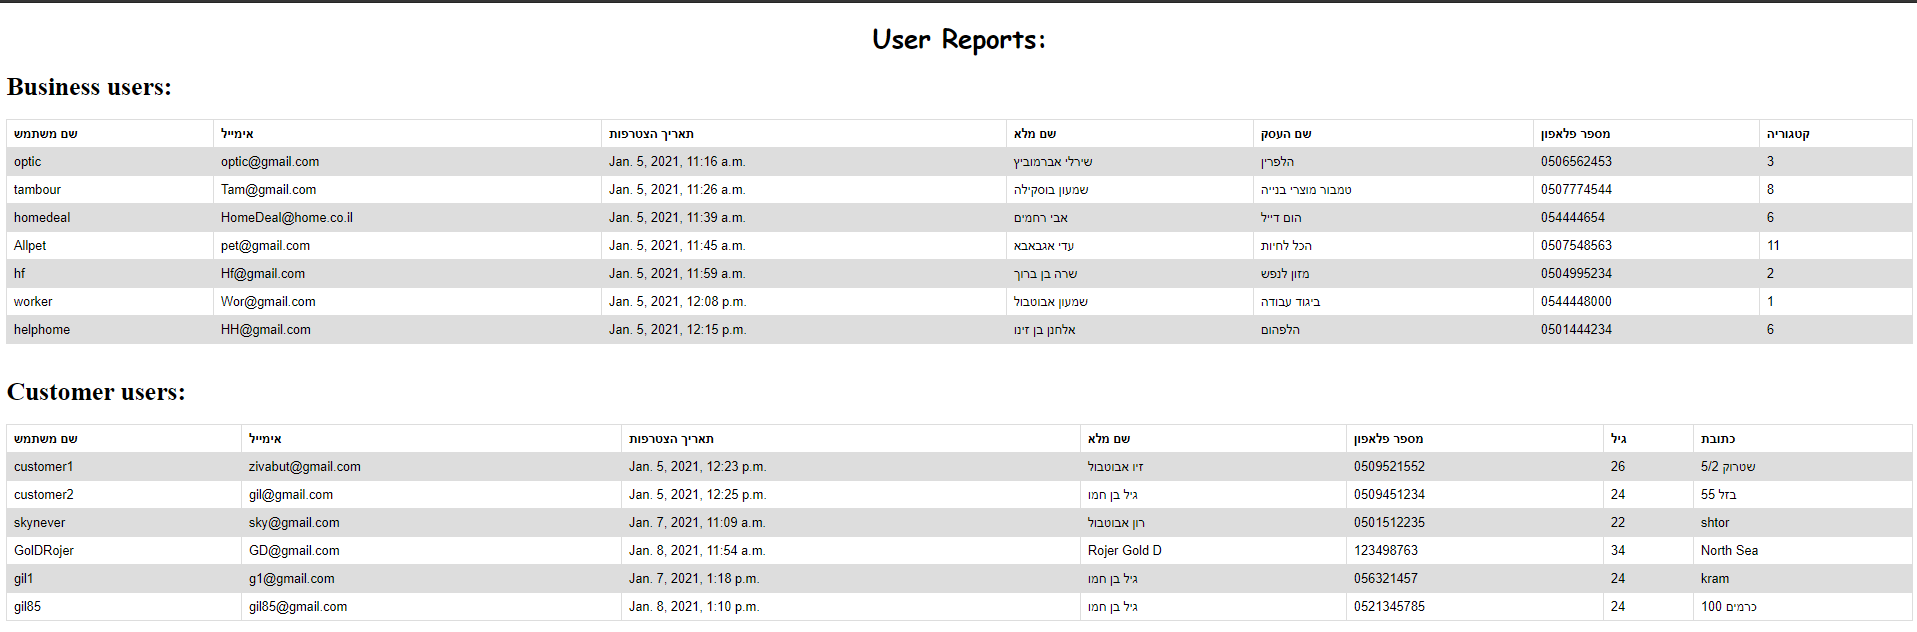 User Reports:
Business users:
שם משתמש אימייל תאריך הצטרפות שם מלא שם העסק מספר פלאפון קטגוריה
optic optic@gmail.com Jan. 5, 2021, 11:16 a.m. שירלי אברמוביץ הלפרין 0506562453 3
tambour Tam@gmail.com Jan. 5, 2021, 11:26 a.m. שמעון בוסקילה טמבור מוצרי בנייה 0507774544 8
homedeal HomeDeal@home.co.il Jan. 5, 2021, 11:39 a.m. אבי רחמים הום דייל 054444654 6
Allpet pet@gmail.com Jan. 5, 2021, 11:45 a.m. עדי אגבאבא הכל לחיות 0507548563 11
hf Hf@gmail.com Jan. 5, 2021, 11:59 a.m. שרה בן ברוך מזון לנפש 0504995234 2
worker Wor@gmail.com Jan. 5, 2021, 12:08 p.m. שמעון אבוטבול ביגוד עבודה 0544448000 1
helphome HH@gmail.com Jan. 5, 2021, 12:15 p.m. אלחנן בן זינו הלפהום 0501444234 6
Customer users:
שם משתמש אימייל תאריך הצטרפות שם מלא מספר פלאפון גיל כתובת
customer1 zivabut@gmail.com Jan. 5, 2021, 12:23 p.m. זיו אבוטבול 0509521552 26 שטרוק 5/2
customer2 gil@gmail.com Jan. 5, 2021, 12:25 p.m. גיל בן חמו 0509451234 24 בזל 55
skynever sky@gmail.com Jan. 7, 2021, 11:09 a.m. רון אבוטבול 0501512235 22 shtor
GolDRojer GD@gmail.com Jan. 8, 2021, 11:54 a.m. Rojer Gold D 123498763 34 North Sea
gil1 g1@gmail.com Jan. 7, 2021, 1:18 p.m. גיל בן חמו 056321457 24 kram
gil85 gil85@gmail.com Jan. 8, 2021, 1:10 p.m. גיל בן חמו 0521345785 24 כרמים 100